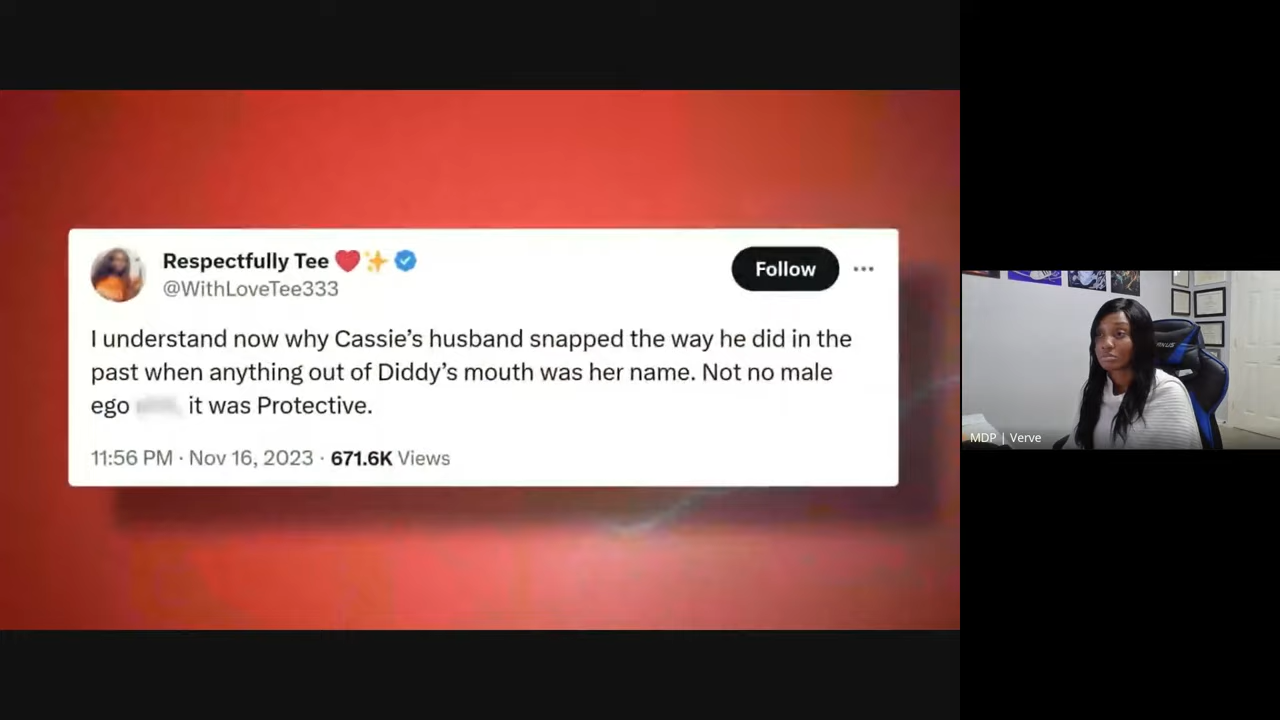 Respectfully Tee ❤️✨
@WithLoveTee333
Follow
I understand now why Cassie’s husband snapped the way he did in the
past when anything out of Diddy’s mouth was her name. Not no male
ego it was Protective.
11:56 PM · Nov 16, 2023 · 671.6K Views
MDP | Verve